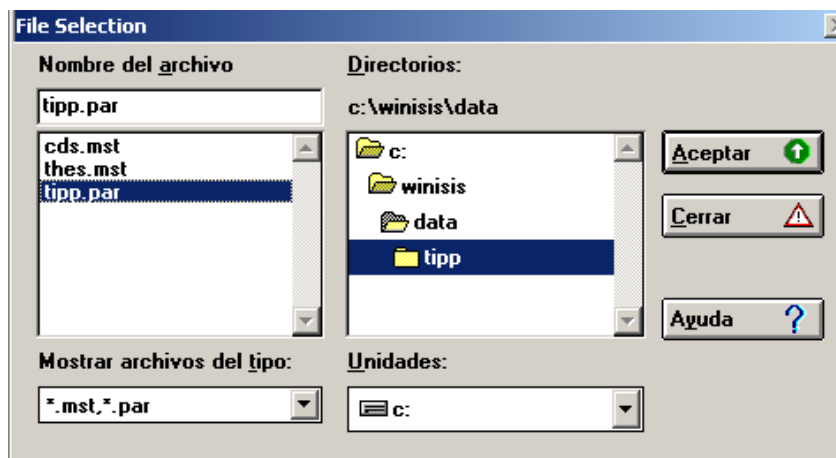 File Selection
Nombre del archivo
tipp.par
cds.mst
thes.mst
tipp.par
Mostrar archivos del tipo:
*.mst,*.par
Directorios:
c:\winisis\data
c:
winisis
data
tipp
Unidades:
c:
Aceptar
Cerrar
Ayuda